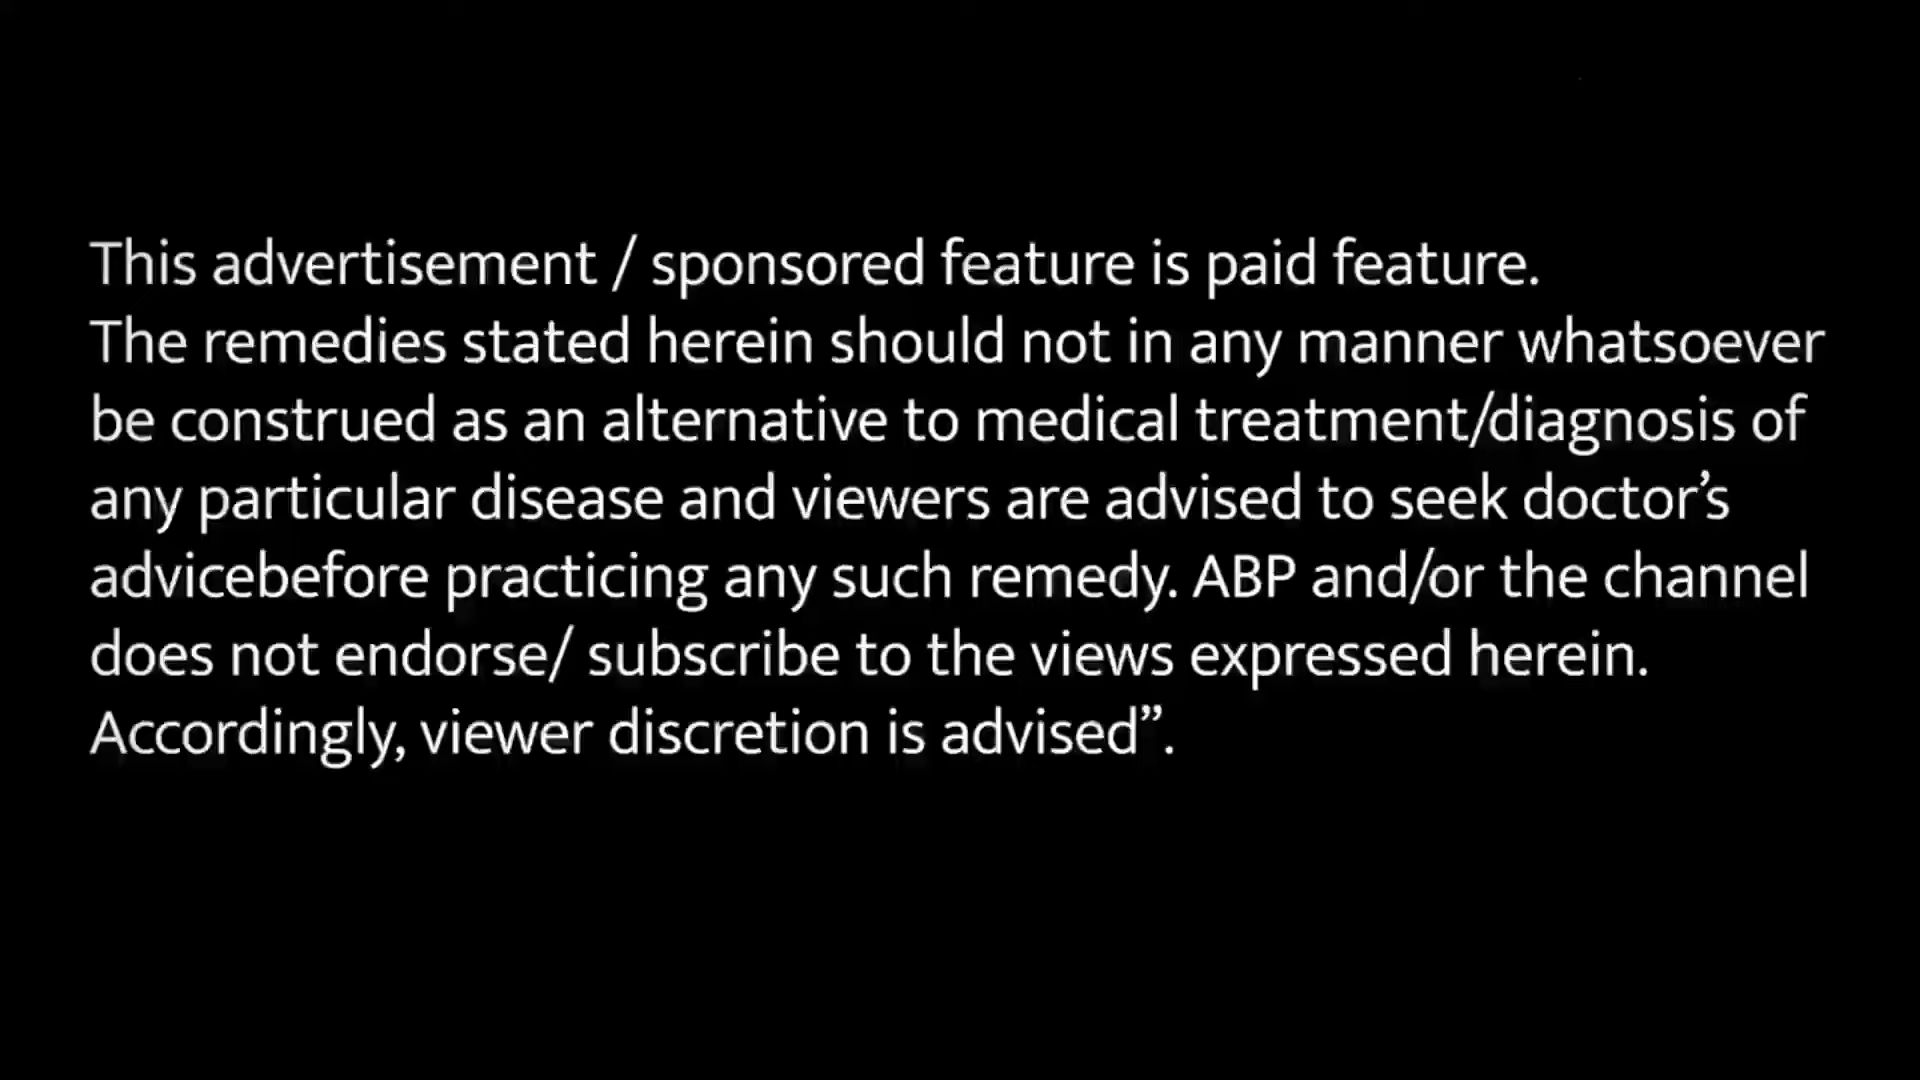 This advertisement / sponsored feature is paid feature.
The remedies stated herein should not in any manner whatsoever
be construed as an alternative to medical treatment/diagnosis of
any particular disease and viewers are advised to seek doctor’s
advicebefore practicing any such remedy. ABP and/or the channel
does not endorse/ subscribe to the views expressed herein.
Accordingly, viewer discretion is advised”.